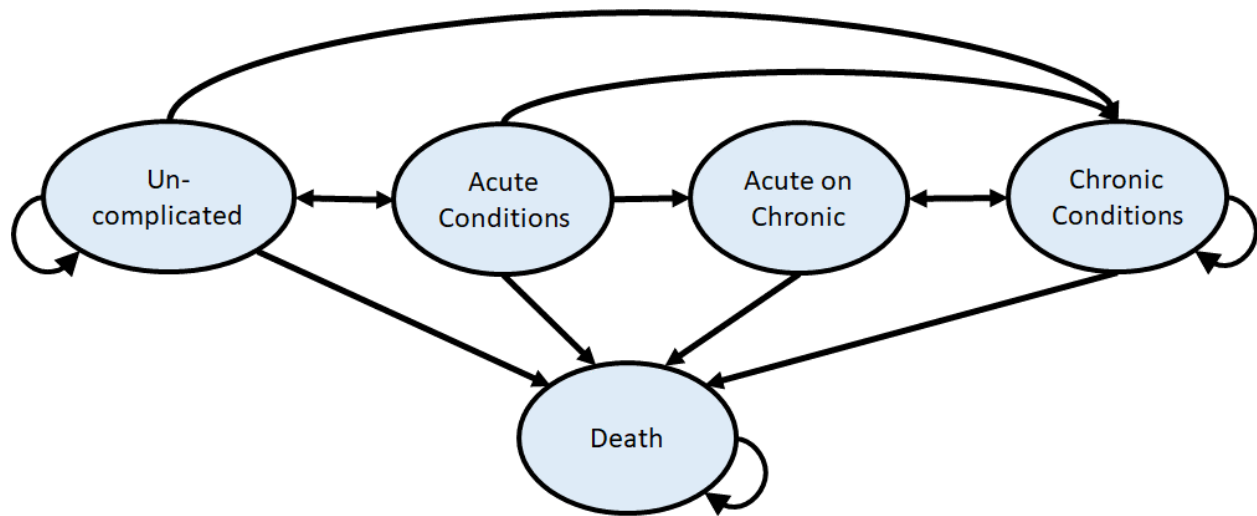 Un-
complicated
Acute
Conditions
Acute on
Chronic
Chronic
Conditions
Death